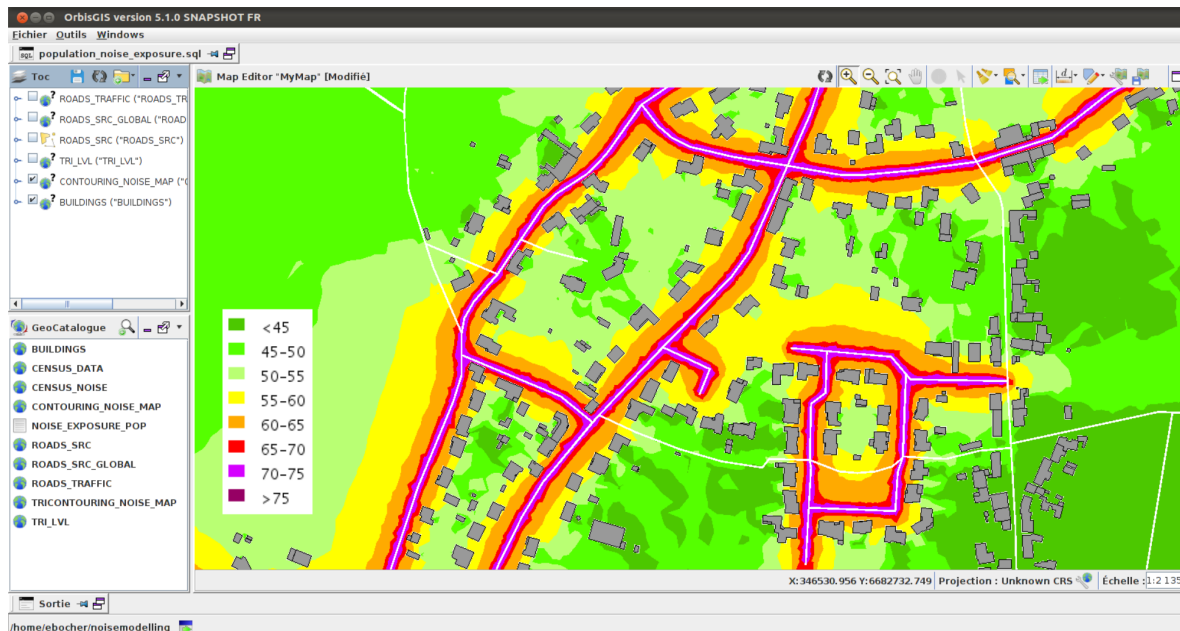 OrbisGIS version 5.1.0 SNAPSHOT FR
Fichier Outils Windows
SQL population_noise_exposure.sql
Toc
Map Editor "MyMap" [Modifié]
ROADS_TRAFFIC ("ROADS_TR
ROADS_SRC_GLOBAL ("ROAD
ROADS_SRC ("ROADS_SRC")
TRI_LVL ("TRI_LVL")
CONTOURING_NOISE_MAP ("C
BUILDINGS ("BUILDINGS")
GeoCatalogue
BUILDINGS
CENSUS_DATA
CENSUS_NOISE
CONTOURING_NOISE_MAP
NOISE_EXPOSURE_POP
ROADS_SRC
ROADS_SRC_GLOBAL
ROADS_TRAFFIC
TRICONTOURING_NOISE_MAP
TRI_LVL
<45
45-50
50-55
55-60
60-65
65-70
70-75
>75
X:346530.956 Y:6682732.749 Projection : Unknown CRS Échelle : 1:2 135
Sortie
/home/ebocher/noisemodelling